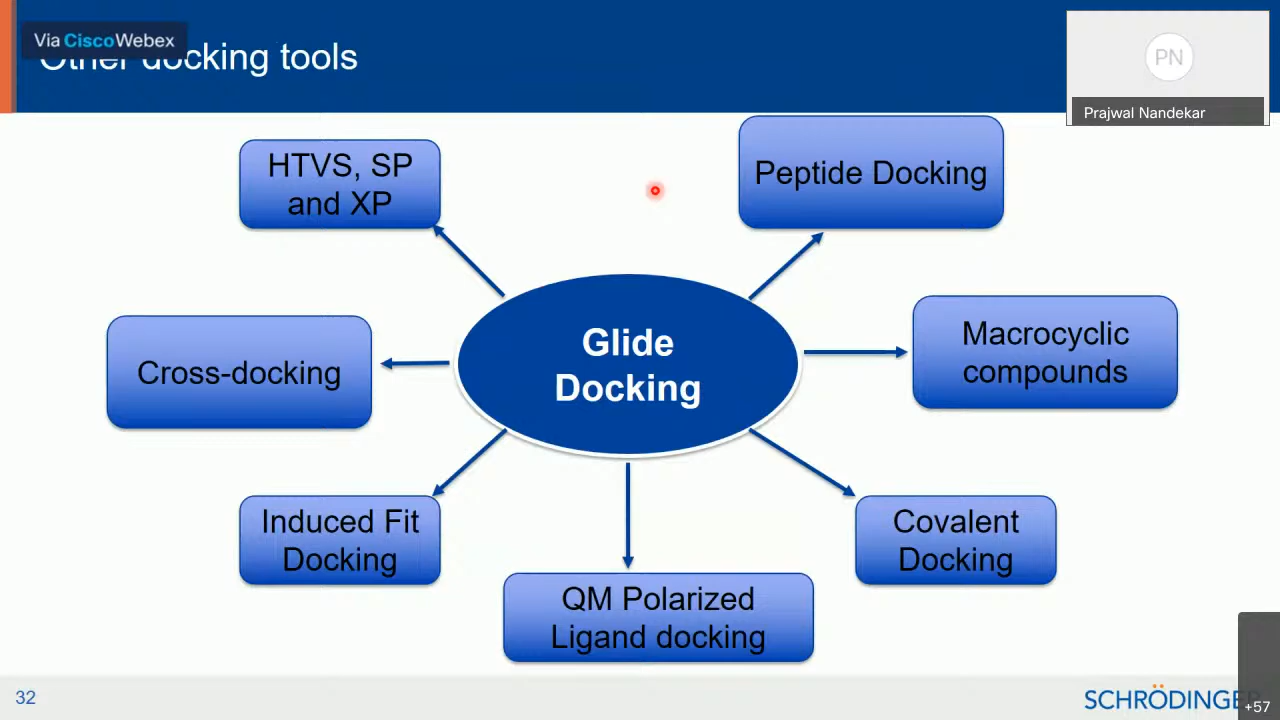 Via CiscoWebex
Other docking tools
PN
Prajwal Nandekar
HTVS, SP
and XP
Peptide Docking
Glide
Docking
Cross-docking
Macrocyclic
compounds
Induced Fit
Docking
QM Polarized
Ligand docking
Covalent
Docking
32
SCHRÖDINGE
+57